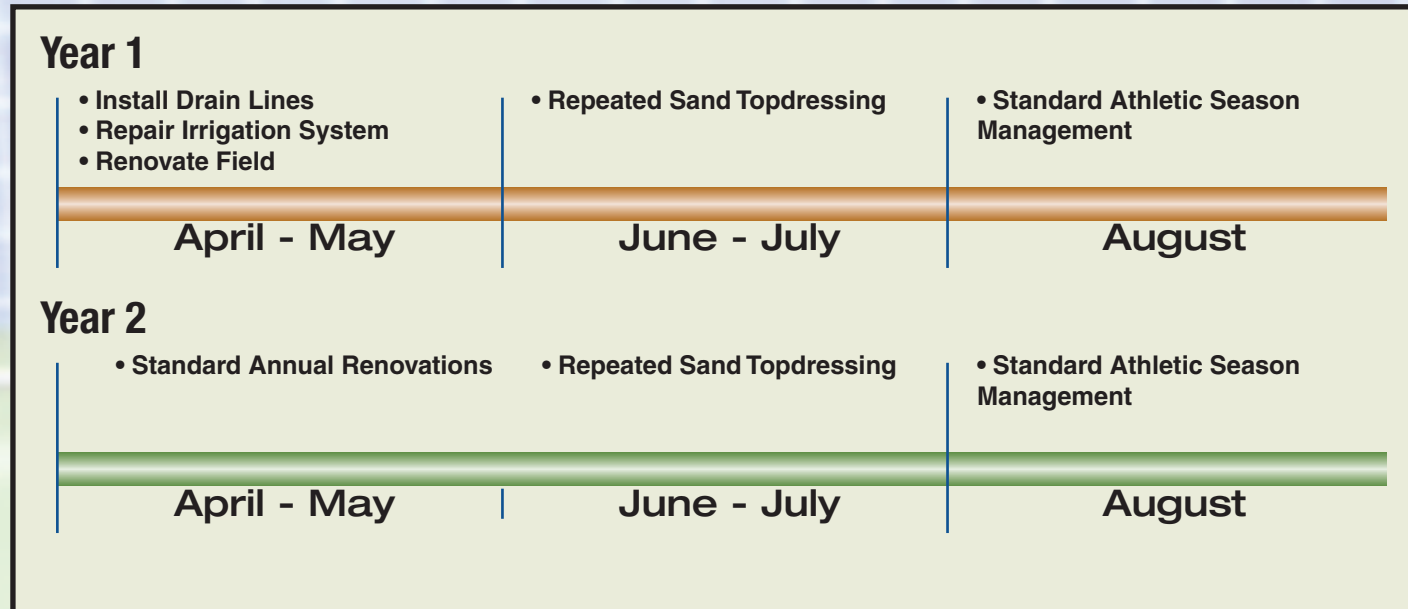 Year 1
• Install Drain Lines
• Repair Irrigation System
• Renovate Field
• Repeated Sand Topdressing
• Standard Athletic Season
Management
April - May
June - July
August
Year 2
• Standard Annual Renovations
• Repeated Sand Topdressing
• Standard Athletic Season
Management
April - May
June - July
August